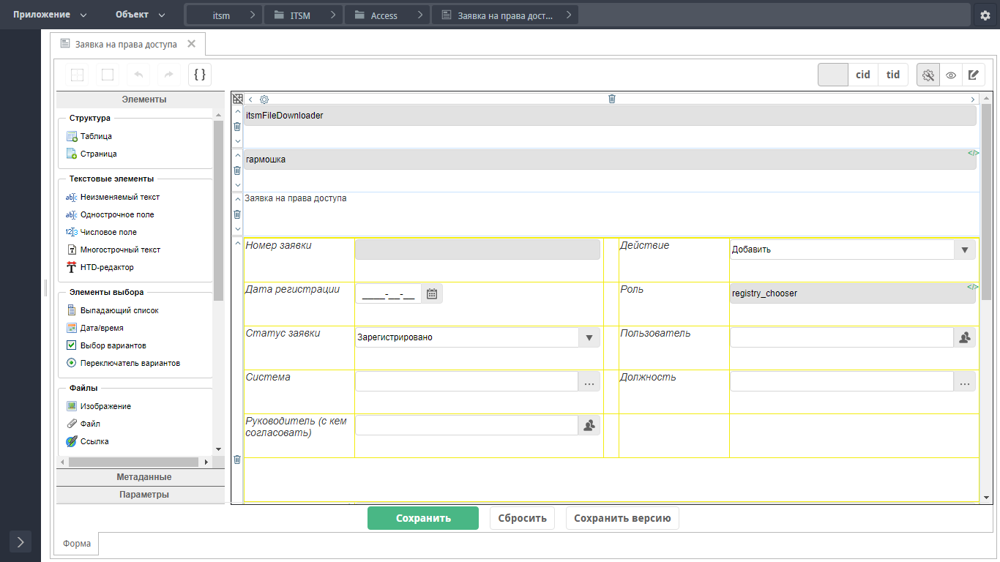 Приложение
Объект
itsm
ITSM
Access
Заявка на права дост...
Заявка на права доступа
{ }
cid
tid
Элементы
Структура
Таблица
Страница
Текстовые элементы
Неизменяемый текст
Однострочное поле
Числовое поле
Многострочный текст
HTD-редактор
Элементы выбора
Выпадающий список
Дата/время
Выбор вариантов
Переключатель вариантов
Файлы
Изображение
Файл
Ссылка
Метаданные
Параметры
itsmFileDownloader
гармошка
</>
Заявка на права доступа
Номер заявки
Действие
Добавить
Дата регистрации
____-__-__
Роль
registry_chooser
</>
Статус заявки
Зарегистрировано
Пользователь
Система
...
Должность
...
Руководитель (с кем
согласовать)
Сохранить
Сбросить
Сохранить версию
Форма